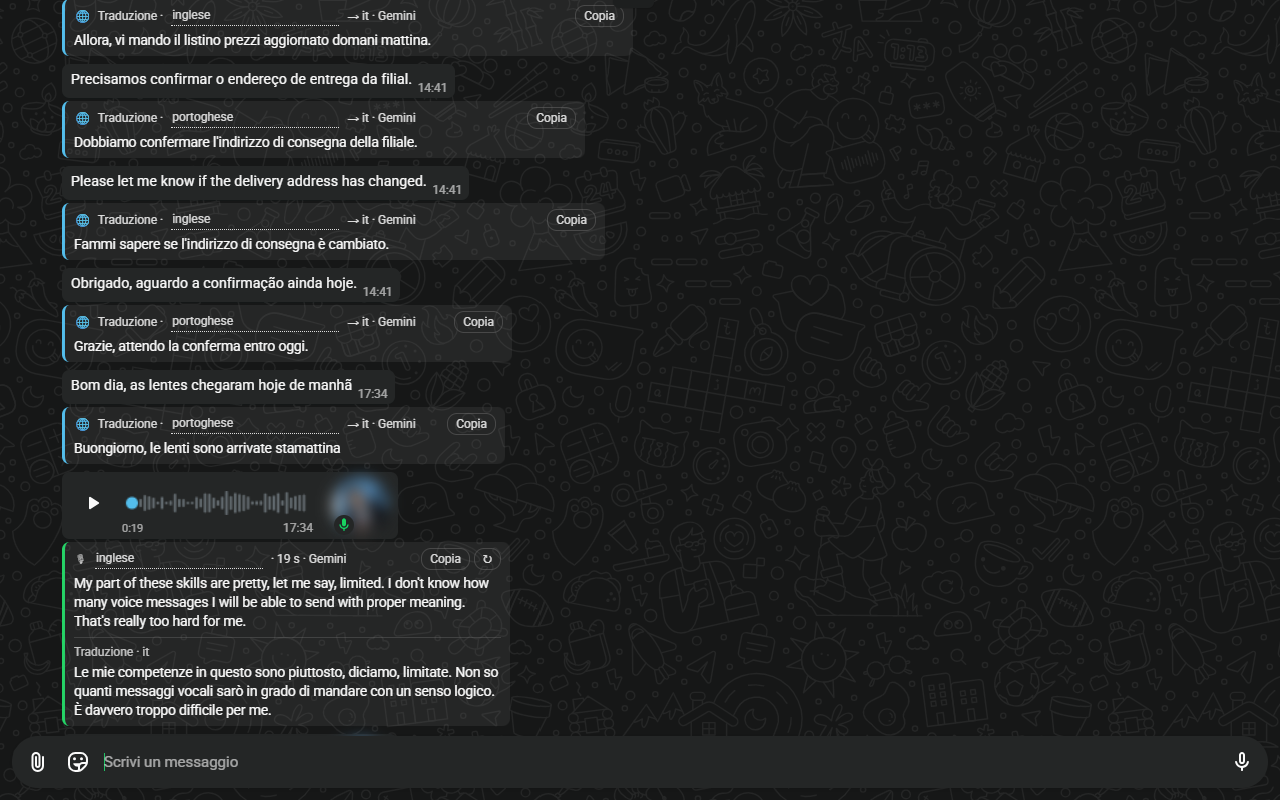 Traduzione · inglese → it · Gemini Copia
Allora, vi mando il listino prezzi aggiornato domani mattina.
Precisamos confirmar o endereço de entrega da filial. 14:41
Traduzione · portoghese → it · Gemini Copia
Dobbiamo confermare l'indirizzo di consegna della filiale.
Please let me know if the delivery address has changed. 14:41
Traduzione · inglese → it · Gemini Copia
Fammi sapere se l'indirizzo di consegna è cambiato.
Obrigado, aguardo a confirmação ainda hoje. 14:41
Traduzione · portoghese → it · Gemini Copia
Grazie, attendo la conferma entro oggi.
Bom dia, as lentes chegaram hoje de manhã 17:34
Traduzione · portoghese → it · Gemini Copia
Buongiorno, le lenti sono arrivate stamattina
0:19 17:34
inglese · 19 s · Gemini Copia ↻
My part of these skills are pretty, let me say, limited. I don't know how
many voice messages I will be able to send with proper meaning.
That's really too hard for me.
Traduzione · it
Le mie competenze in questo sono piuttosto, diciamo, limitate. Non so
quanti messaggi vocali sarò in grado di mandare con un senso logico.
È davvero troppo difficile per me.
Scrivi un messaggio